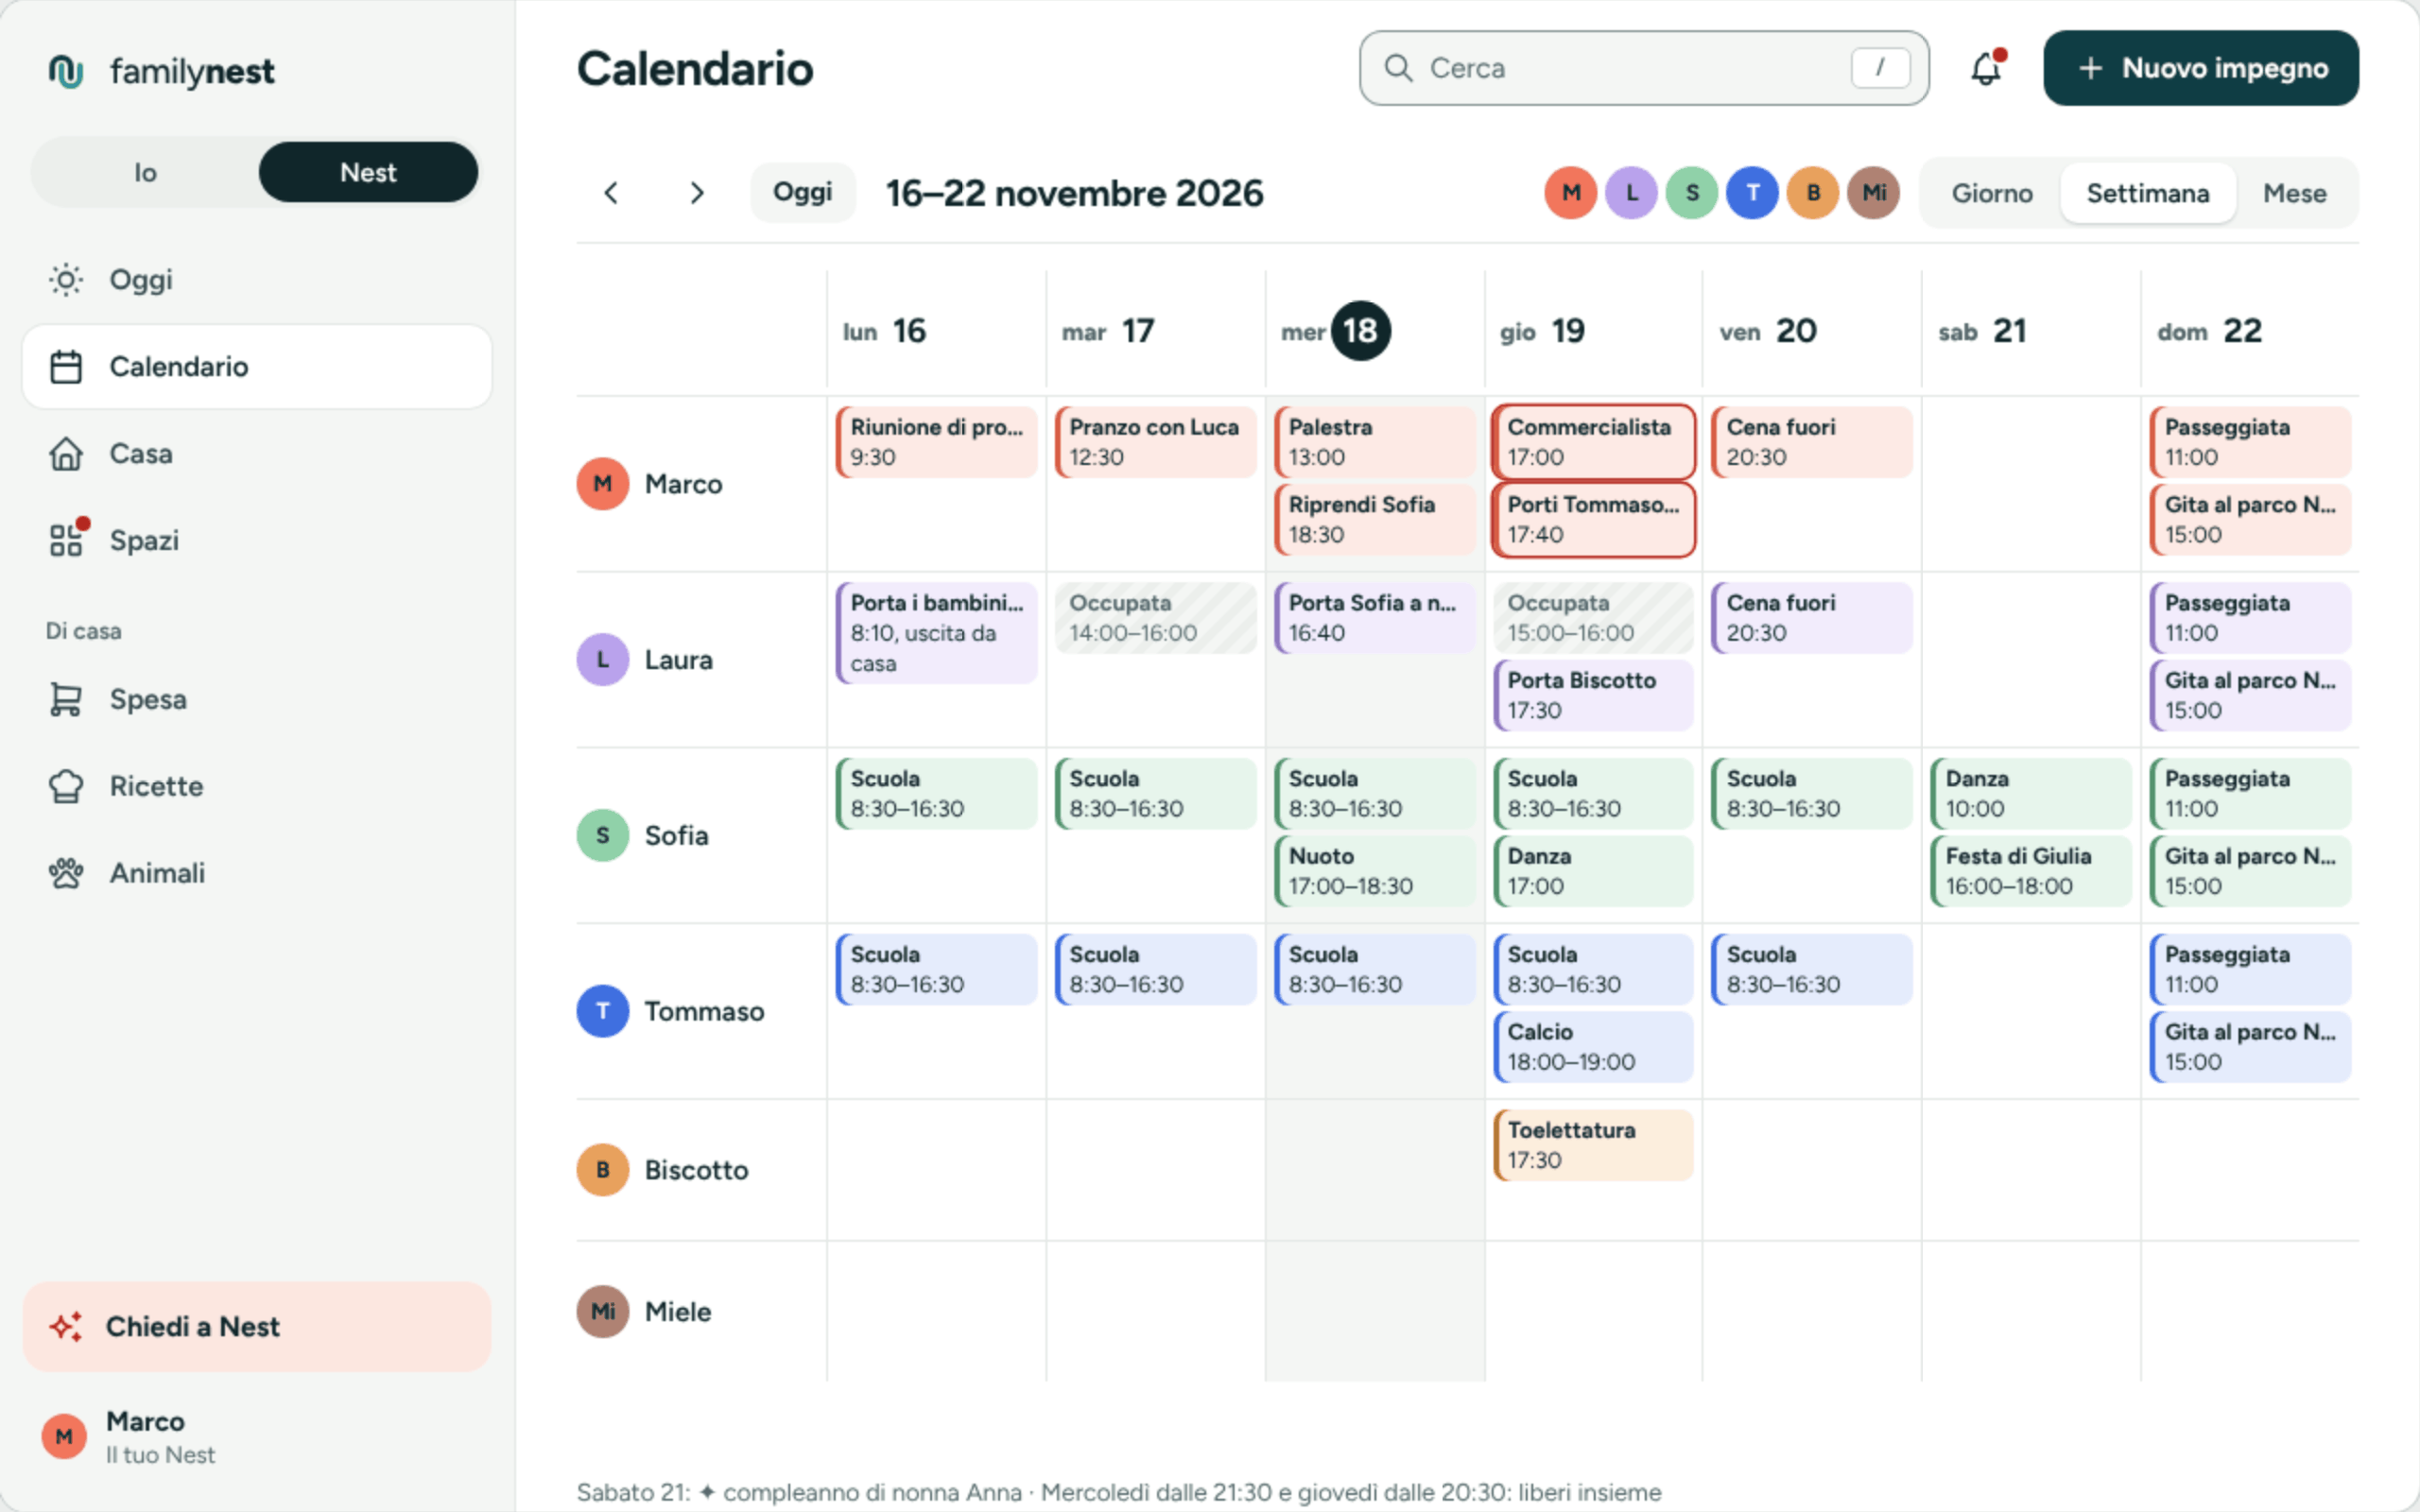 familynest
Calendario
Cerca
/
+ Nuovo impegno
Io
Nest
Oggi
16–22 novembre 2026
M
L
S
T
B
Mi
Giorno
Settimana
Mese
Oggi
Calendario
Casa
Spazi
Di casa
Spesa
Ricette
Animali
Chiedi a Nest
M
Marco
Il tuo Nest
lun 16
mar 17
mer 18
gio 19
ven 20
sab 21
dom 22
M
Marco
Riunione di pro...
9:30
Pranzo con Luca
12:30
Palestra
13:00
Riprendi Sofia
18:30
Commercialista
17:00
Porti Tommaso...
17:40
Cena fuori
20:30
Passeggiata
11:00
Gita al parco N...
15:00
L
Laura
Porta i bambini...
8:10, uscita da
casa
Occupata
14:00–16:00
Porta Sofia a n...
16:40
Occupata
15:00–16:00
Porta Biscotto
17:30
Cena fuori
20:30
Passeggiata
11:00
Gita al parco N...
15:00
S
Sofia
Scuola
8:30–16:30
Scuola
8:30–16:30
Scuola
8:30–16:30
Nuoto
17:00–18:30
Scuola
8:30–16:30
Danza
17:00
Scuola
8:30–16:30
Danza
10:00
Festa di Giulia
16:00–18:00
Passeggiata
11:00
Gita al parco N...
15:00
T
Tommaso
Scuola
8:30–16:30
Scuola
8:30–16:30
Scuola
8:30–16:30
Scuola
8:30–16:30
Calcio
18:00–19:00
Scuola
8:30–16:30
Passeggiata
11:00
Gita al parco N...
15:00
B
Biscotto
Toelettatura
17:30
Mi
Miele
Sabato 21: ✦ compleanno di nonna Anna · Mercoledì dalle 21:30 e giovedì dalle 20:30: liberi insieme